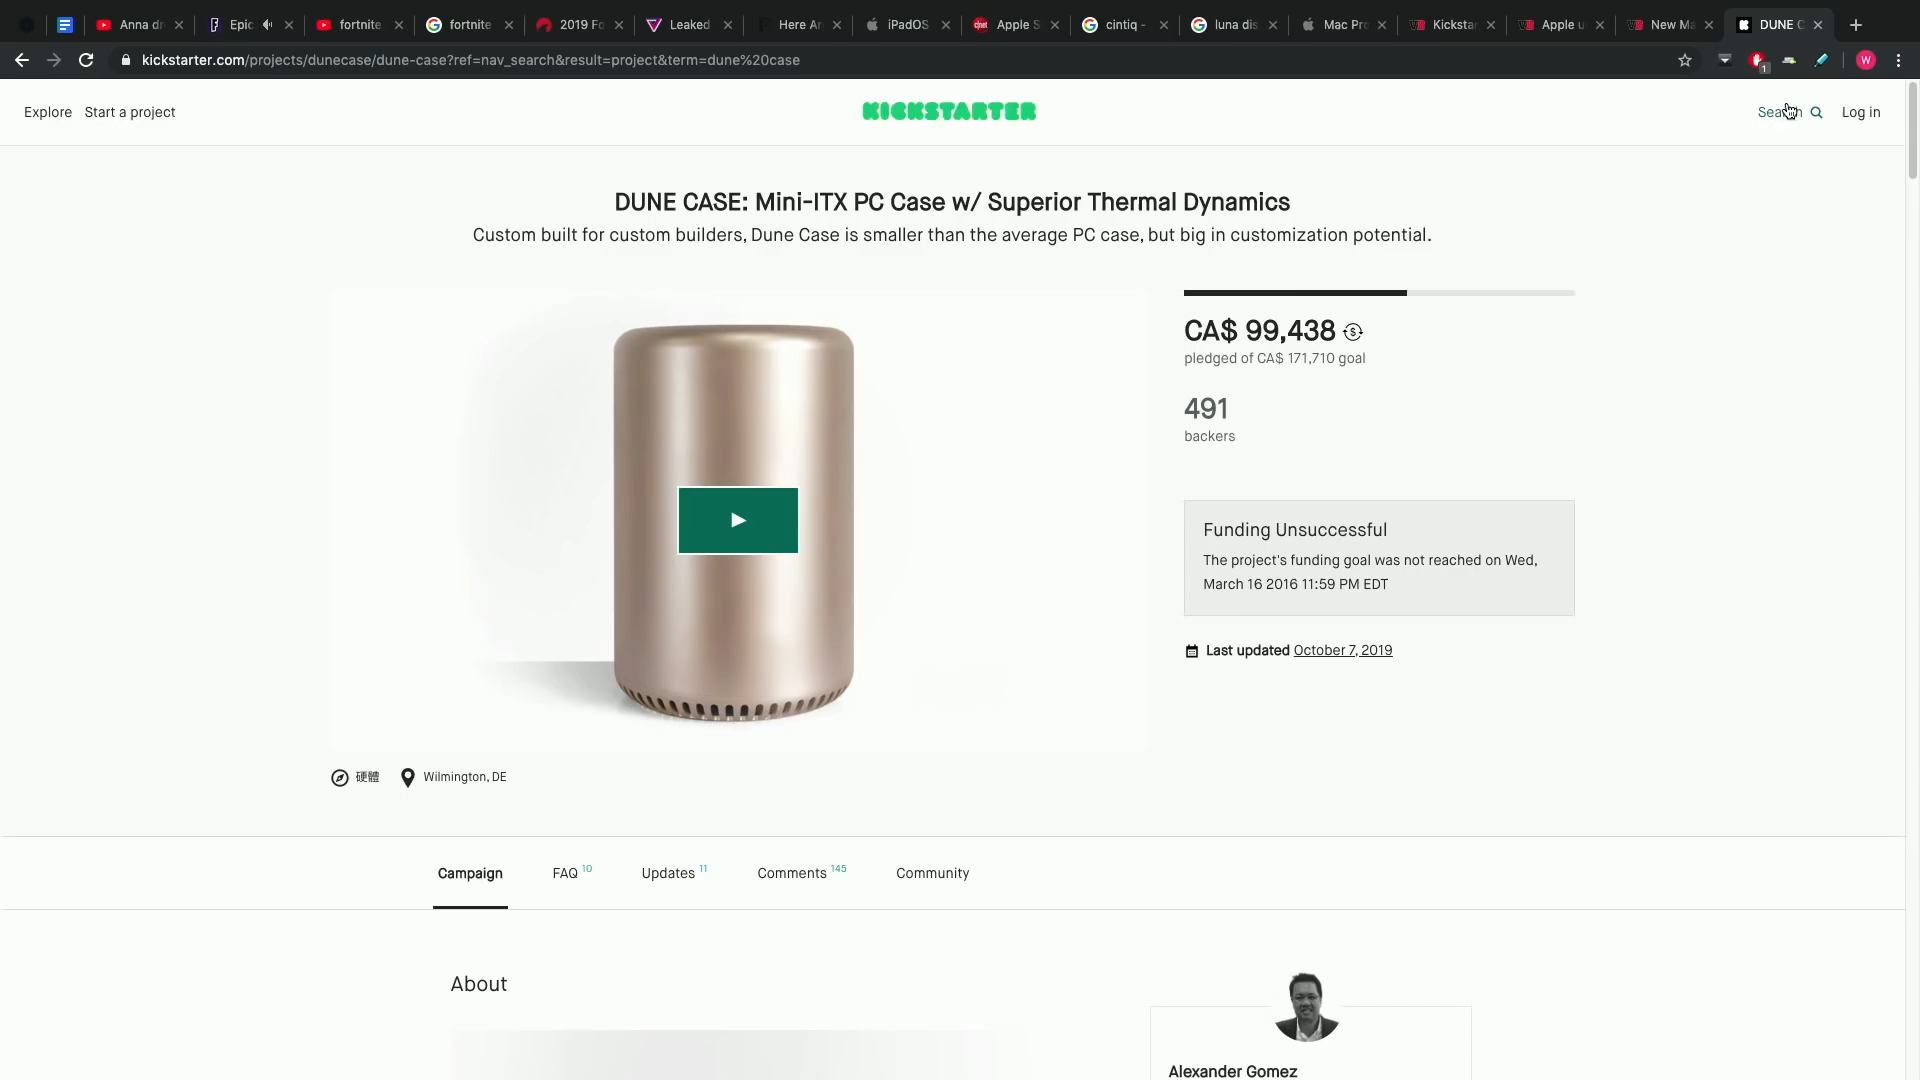 Anna dr
Epic
fortnite
fortnite
2019 Fo
Leaked
Here Ar
iPadOS
Apple S
cintiq -
luna dis
Mac Pro
Kickstar
Apple u
New Ma
DUNE C
kickstarter.com/projects/dunecase/dune-case?ref=nav_search&result=project&term=dune%20case
1
W
Explore
Start a project
KICKSTARTER
Search
Log in
DUNE CASE: Mini-ITX PC Case w/ Superior Thermal Dynamics
Custom built for custom builders, Dune Case is smaller than the average PC case, but big in customization potential.
CA$ 99,438
pledged of CA$ 171,710 goal
491
backers
Funding Unsuccessful
The project's funding goal was not reached on Wed,
March 16 2016 11:59 PM EDT
Last updated October 7, 2019
硬體
Wilmington, DE
Campaign
FAQ 10
Updates 11
Comments 145
Community
About
Alexander Gomez